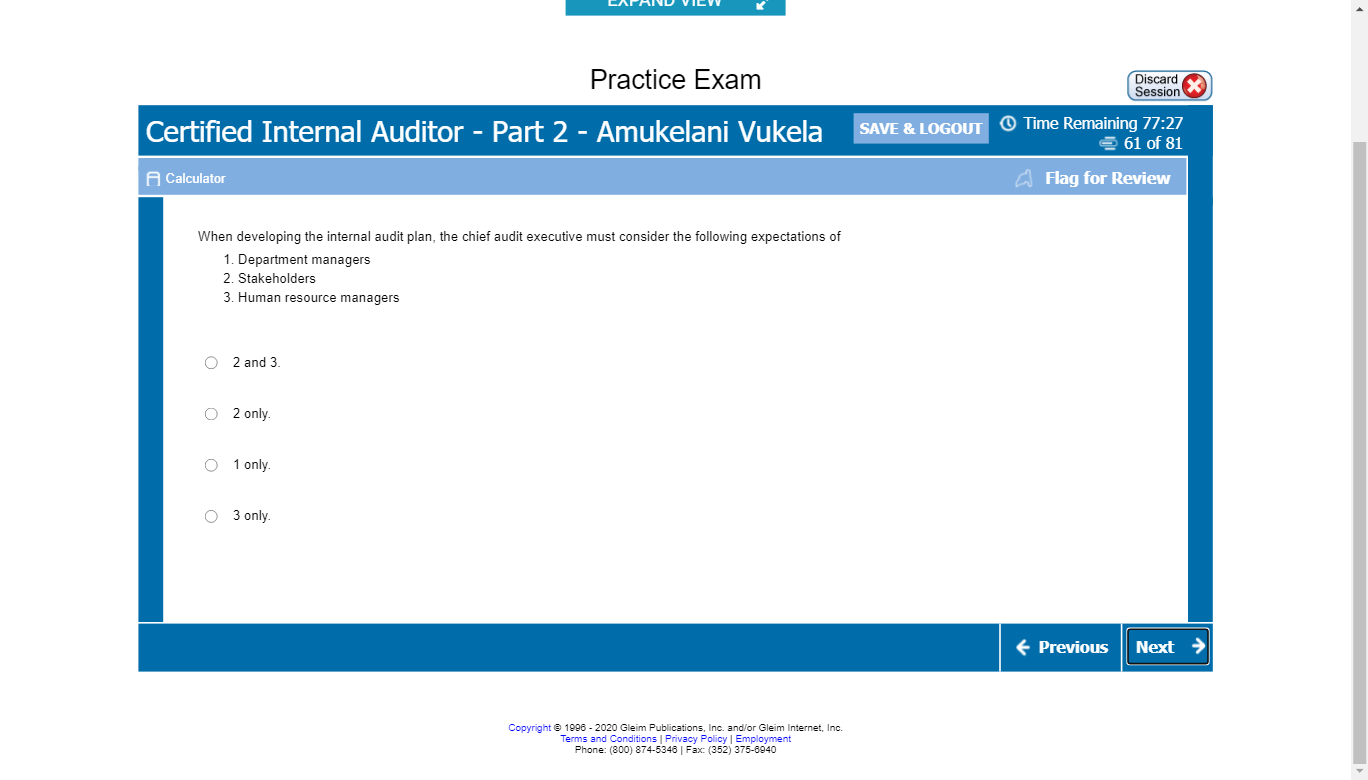 EXPAND VIEW
Practice Exam
Discard
Session
Certified Internal Auditor - Part 2 - Amukelani Vukela
SAVE & LOGOUT
Time Remaining 77:27
61 of 81
Calculator
Flag for Review
When developing the internal audit plan, the chief audit executive must consider the following expectations of
1. Department managers
2. Stakeholders
3. Human resource managers
2 and 3.
2 only.
1 only.
3 only.
Previous
Next
Copyright © 1996 - 2020 Gleim Publications, Inc. and/or Gleim Internet, Inc.
Terms and Conditions | Privacy Policy | Employment
Phone: (800) 874-5346 | Fax: (352) 375-6940